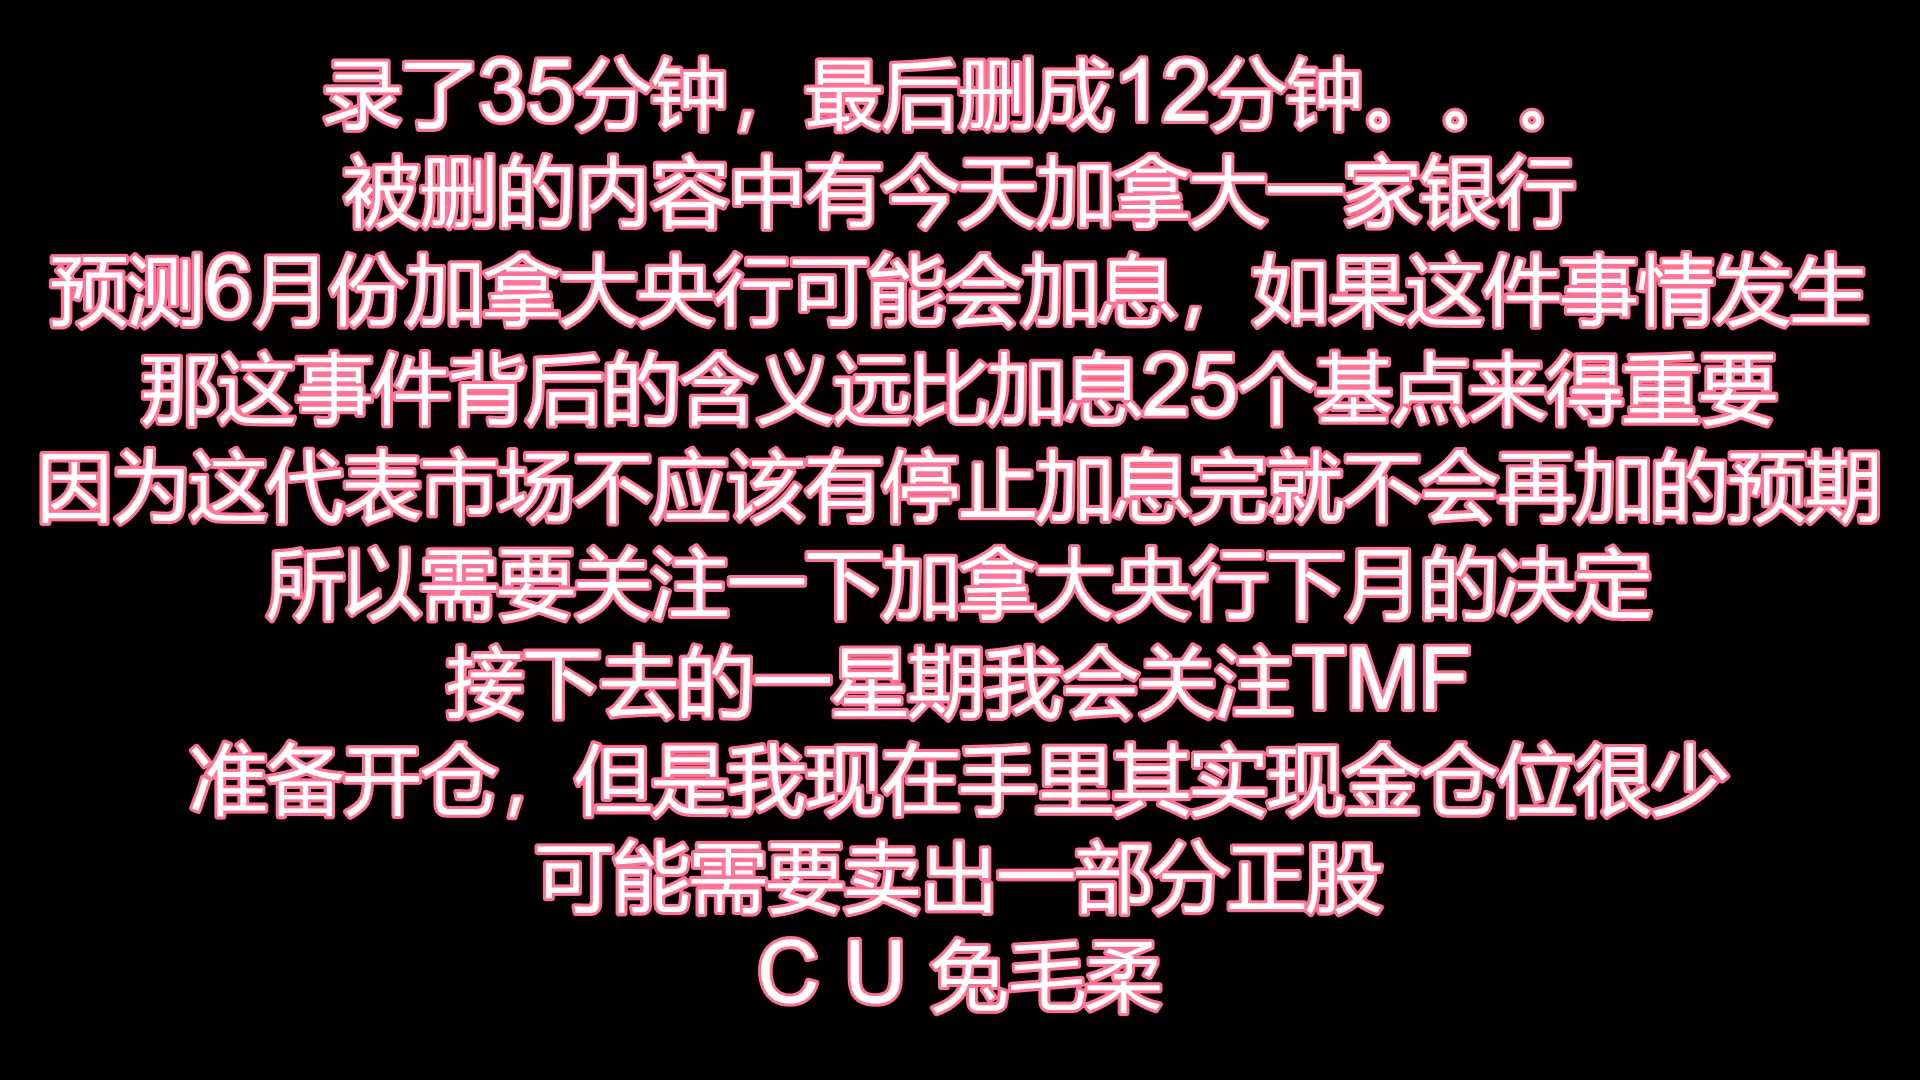 录了35分钟，最后删成12分钟。。。
被删的内容中有今天加拿大一家银行
预测6月份加拿大央行可能会加息，如果这件事情发生
那这事件背后的含义远比加息25个基点来得重要
因为这代表市场不应该有停止加息完就不会再加的预期
所以需要关注一下加拿大央行下月的决定
接下去的一星期我会关注TMF
准备开仓，但是我现在手里其实现金仓位很少
可能需要卖出一部分正股
C U 兔毛柔